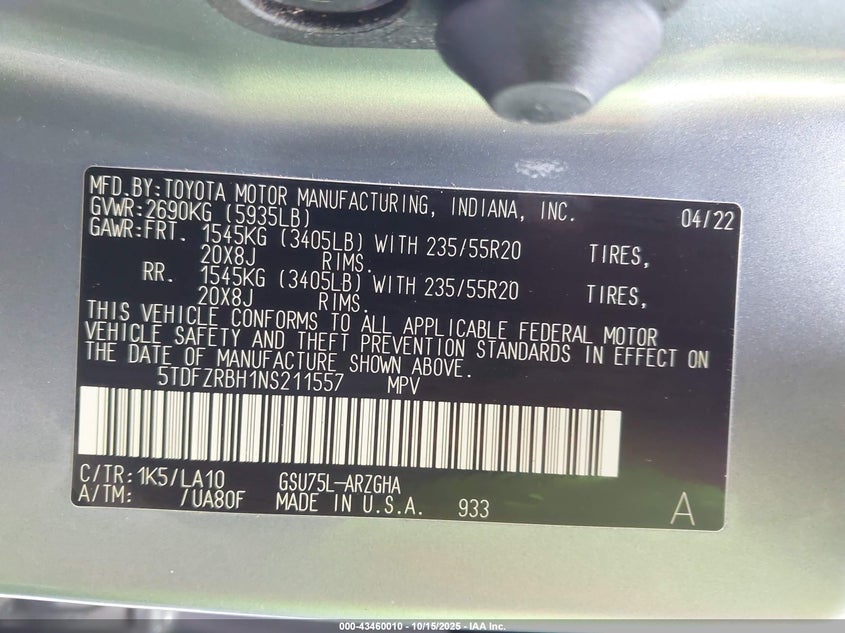 MFD.BY:TOYOTA MOTOR MANUFACTURING, INDIANA, INC. 04/22
GVWR:2690KG (5935LB)
GAWR:FRT. 1545KG (3405LB) WITH 235/55R20 TIRES,
20X8J RIMS.
RR. 1545KG (3405LB) WITH 235/55R20 TIRES,
20X8J RIMS.
THIS VEHICLE CONFORMS TO ALL APPLICABLE FEDERAL MOTOR
VEHICLE SAFETY AND THEFT PREVENTION STANDARDS IN EFFECT ON
THE DATE OF MANUFACTURE SHOWN ABOVE.
5TDFZRBH1NS211557 MPV
C/TR:1K5/LA10 GSU75L-ARZGHA
A/TM: /UA80F MADE IN U.S.A. 933 A
000-43460010 - 10/15/2025 - IAA Inc.